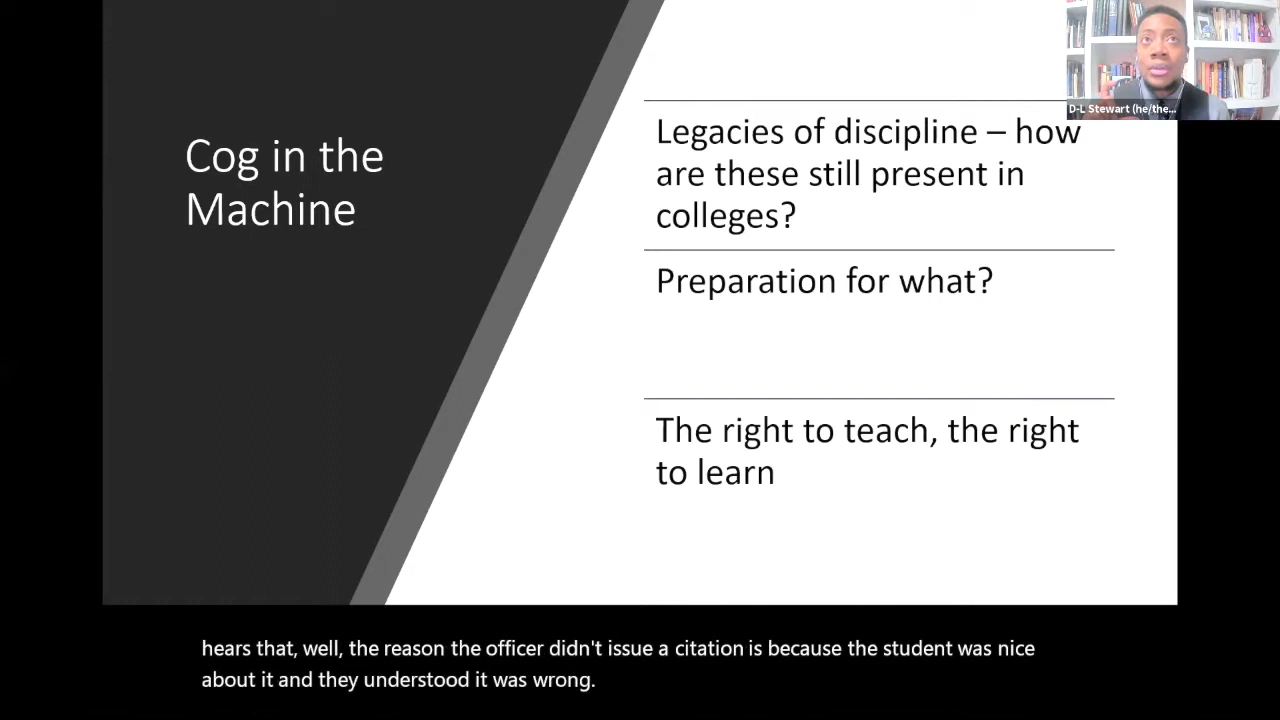 D-L Stewart (he/the...
Cog in the
Machine
Legacies of discipline – how
are these still present in
colleges?
Preparation for what?
The right to teach, the right
to learn
hears that, well, the reason the officer didn't issue a citation is because the student was nice
about it and they understood it was wrong.